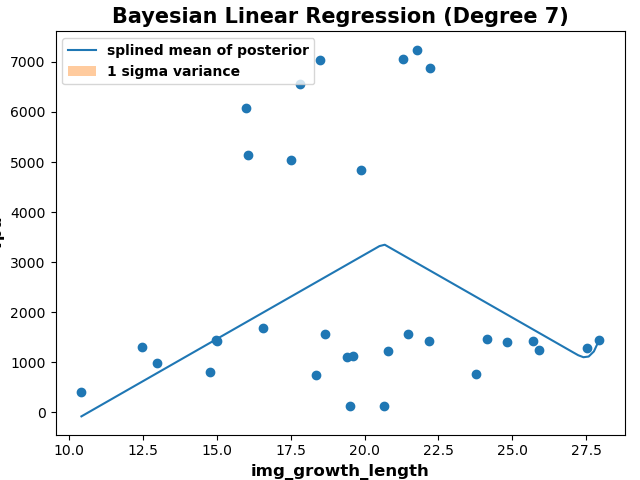 Bayesian Linear Regression (Degree 7)
splined mean of posterior
1 sigma variance
7000
6000
5000
4000
3000
2000
1000
0
10.0 12.5 15.0 17.5 20.0 22.5 25.0 27.5
img_growth_length